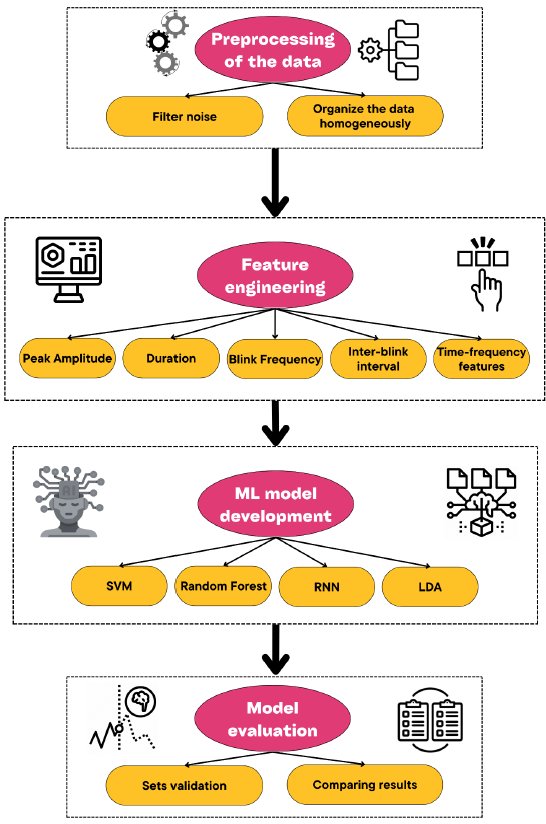 Preprocessing
of the data
Filter noise
Organize the data
homogeneously
Feature
engineering
Peak Amplitude
Duration
Blink Frequency
Inter-blink
interval
Time-frequency
features
ML model
development
AI
SVM
Random Forest
RNN
LDA
Model
evaluation
Sets validation
Comparing results